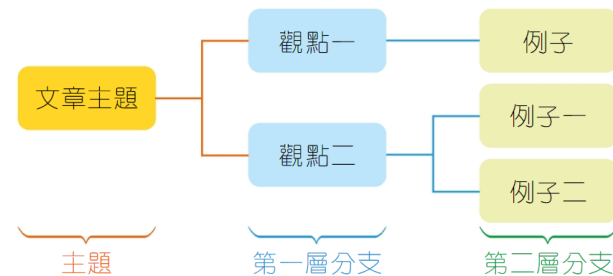 文章主題
觀點一
例子
觀點二
例子一
例子二
主題
第一層分支
第二層分支